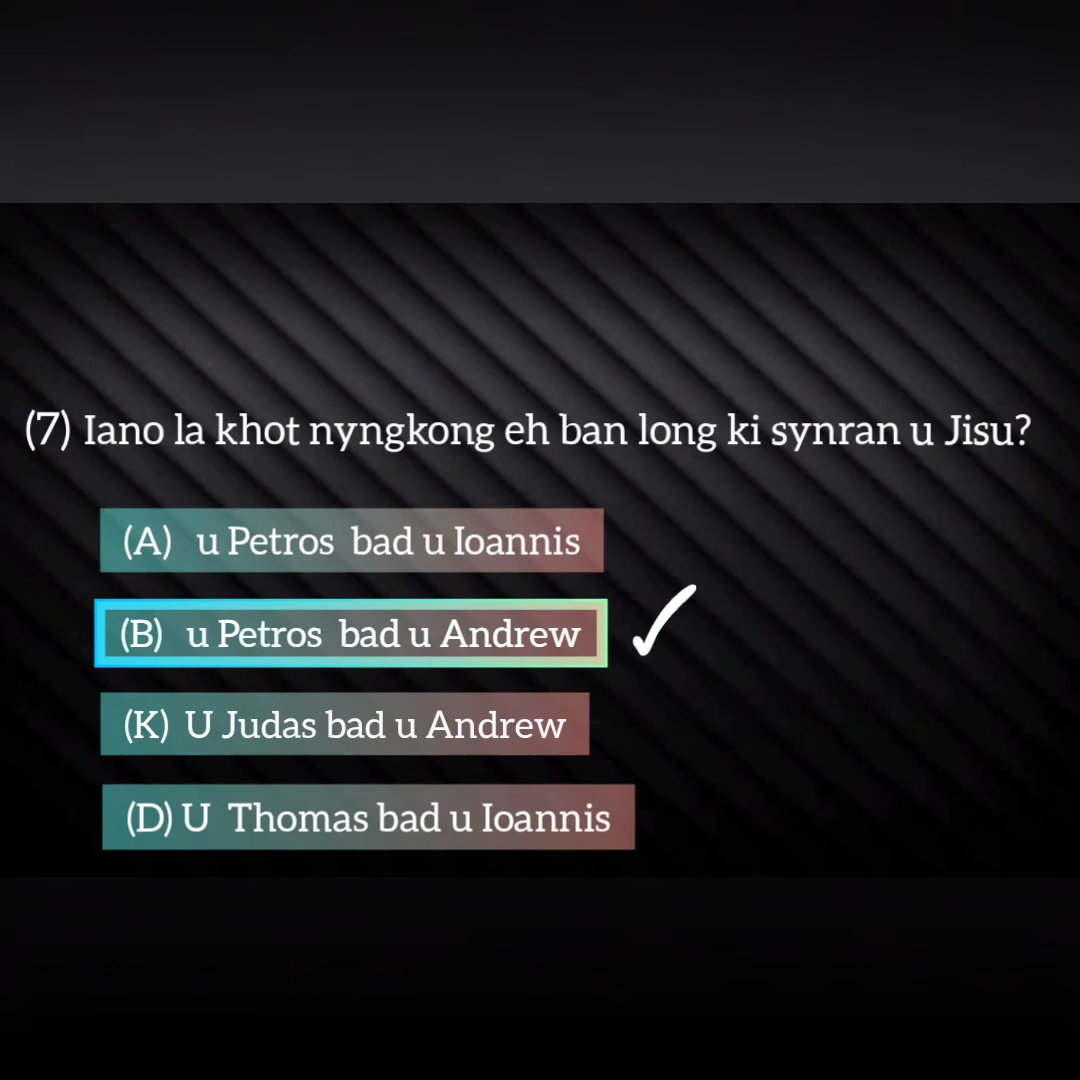 (7) Iano la khot nyngkong eh ban long ki synran u Jisu?
(A) u Petros bad u Ioannis
(B) u Petros bad u Andrew
(K) U Judas bad u Andrew
(D) U Thomas bad u Ioannis